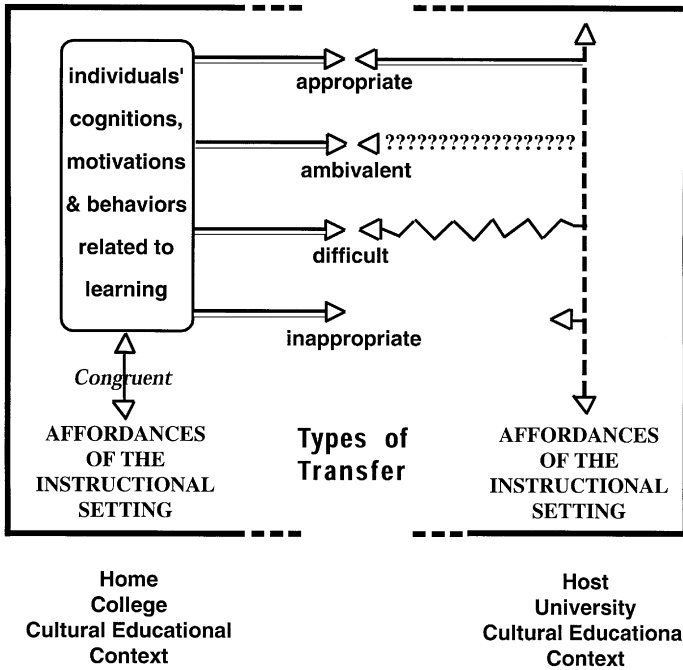 individuals'
cognitions,
motivations
& behaviors
related to
learning
appropriate
?????????????????
ambivalent
difficult
inappropriate
Congruent
AFFORDANCES
OF THE
INSTRUCTIONAL
SETTING
Types of
Transfer
AFFORDANCES
OF THE
INSTRUCTIONAL
SETTING
Home
College
Cultural Educational
Context
Host
University
Cultural Educationa
Context